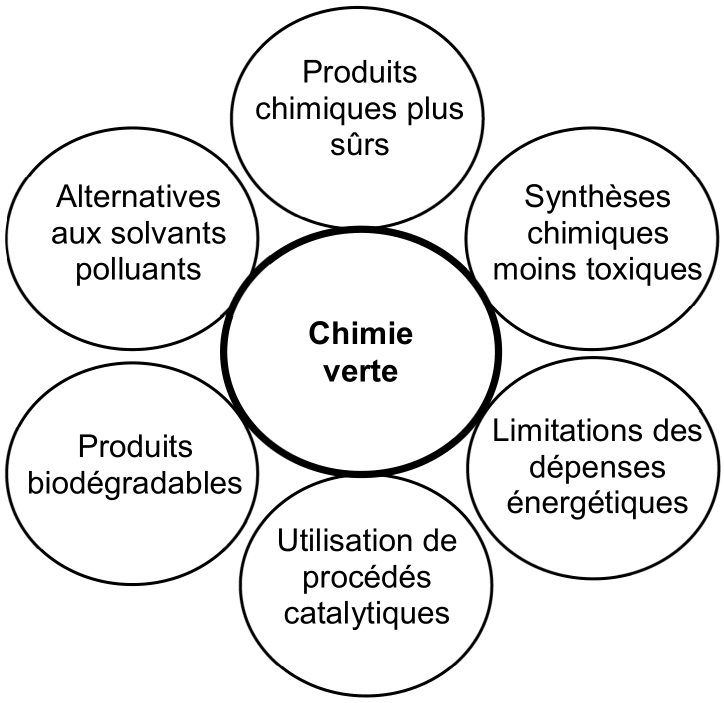 Produits
chimiques plus
sûrs
Alternatives
aux solvants
polluants
Synthèses
chimiques
moins toxiques
Chimie
verte
Produits
biodégradables
Limitations des
dépenses
énergétiques
Utilisation de
procédés
catalytiques